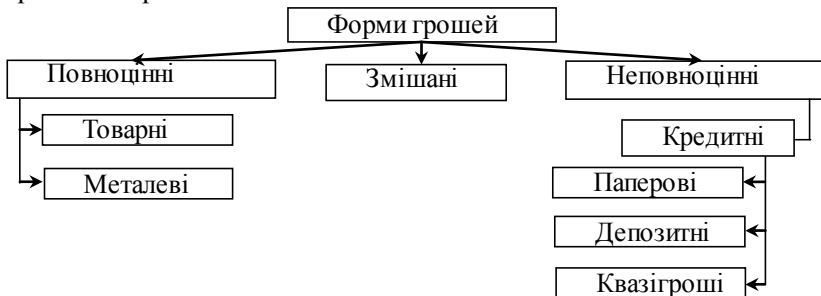 Форми грошей
Повноцінні
Змішані
Неповноцінні
Товарні
Кредитні
Металеві
Паперові
Депозитні
Квазігроші